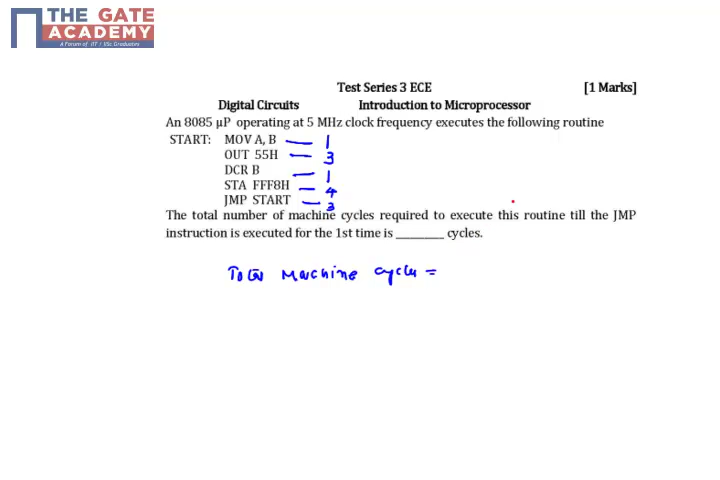 THE GATE
ACADEMY
A Forum of IIT / IISc Graduates
Test Series 3 ECE [1 Marks]
Digital Circuits Introduction to Microprocessor
An 8085 μP operating at 5 MHz clock frequency executes the following routine
START: MOV A, B — 1
OUT 55H — 3
DCR B — 1
STA FFF8H — 4
JMP START — 3
The total number of machine cycles required to execute this routine till the JMP
instruction is executed for the 1st time is ________ cycles.
Total Machine cycles =